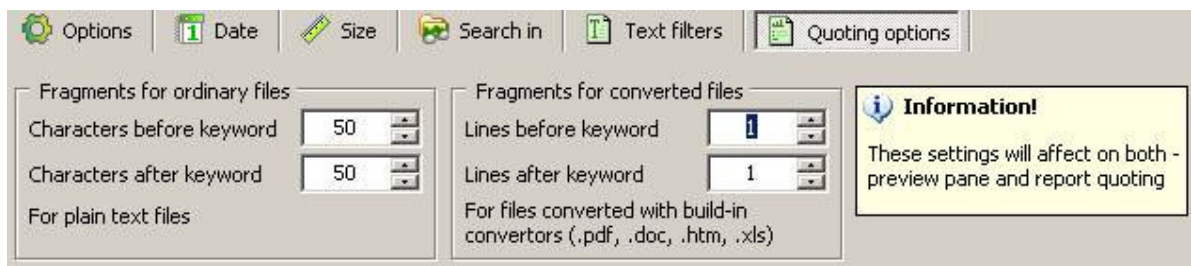 Options Date Size Search in Text filters Quoting options
Fragments for ordinary files
Characters before keyword 50
Characters after keyword 50
For plain text files
Fragments for converted files
Lines before keyword 1
Lines after keyword 1
For files converted with build-in
convertors (.pdf, .doc, .htm, .xls)
Information!
These settings will affect on both -
preview pane and report quoting